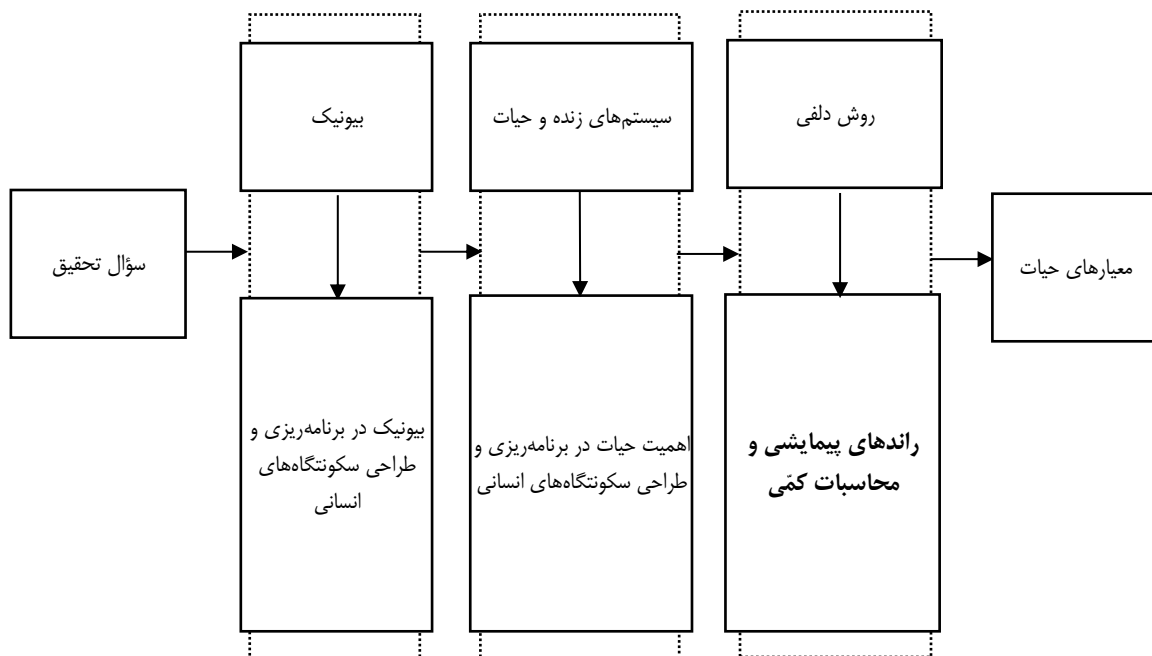 سؤال تحقیق
بیونیک
بیونیک در برنامه‌ریزی و
طراحی سکونتگاه‌های
انسانی
سیستم‌های زنده و حیات
اهمیت حیات در برنامه‌ریزی و
طراحی سکونتگاه‌های انسانی
روش دلفی
راندهای پیمایشی و
محاسبات کمّی
معیارهای حیات